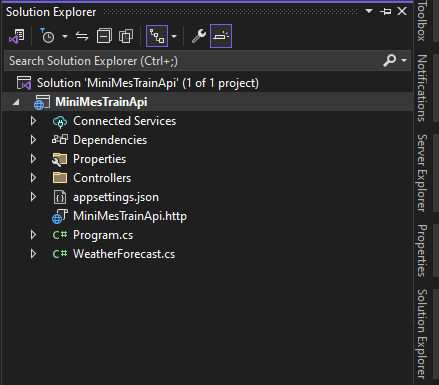 Solution Explorer
Search Solution Explorer (Ctrl+;)
Solution 'MiniMesTrainApi' (1 of 1 project)
MiniMesTrainApi
Connected Services
Dependencies
Properties
Controllers
appsettings.json
MiniMesTrainApi.http
C# Program.cs
C# WeatherForecast.cs
Toolbox
Notifications
Server Explorer
Properties
Solution Explorer